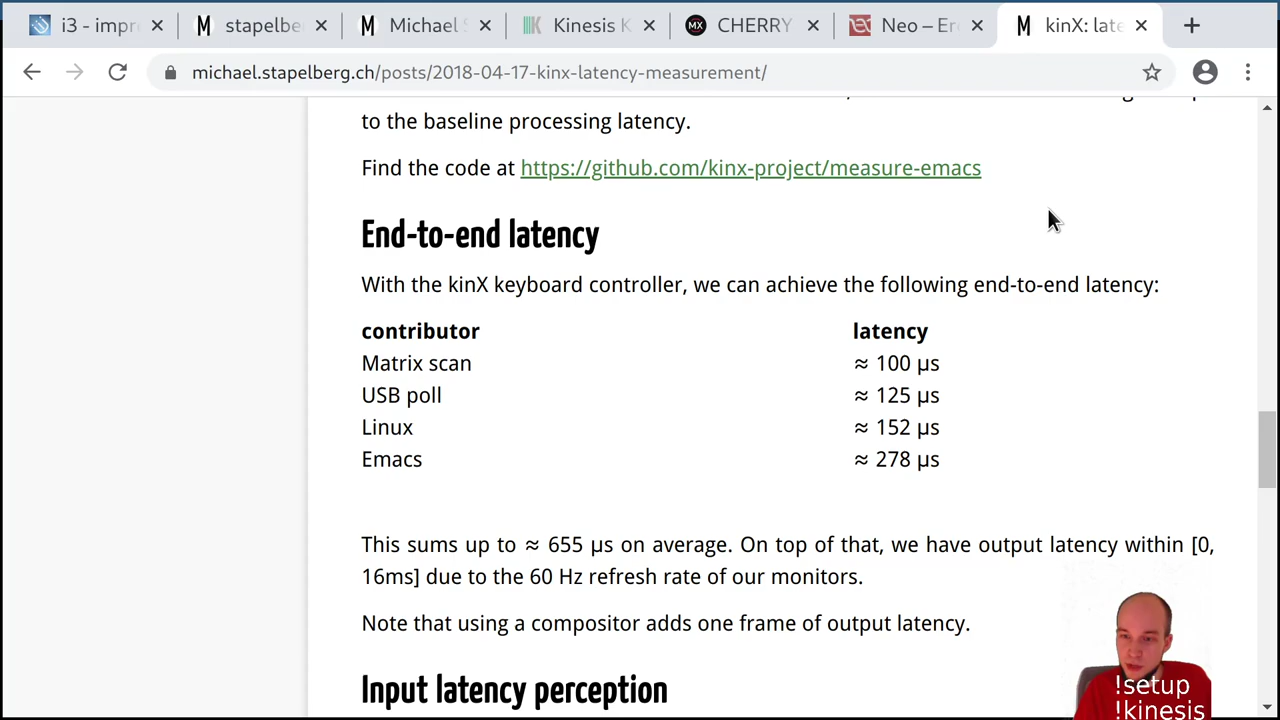 i3 - impr
stapelbe
Michael S
Kinesis K
CHERRY
Neo – Er
kinX: late
michael.stapelberg.ch/posts/2018-04-17-kinx-latency-measurement/
to the baseline processing latency.
Find the code at https://github.com/kinx-project/measure-emacs
End-to-end latency
With the kinX keyboard controller, we can achieve the following end-to-end latency:
contributor latency
Matrix scan ≈ 100 µs
USB poll ≈ 125 µs
Linux ≈ 152 µs
Emacs ≈ 278 µs
This sums up to ≈ 655 µs on average. On top of that, we have output latency within [0,
16ms] due to the 60 Hz refresh rate of our monitors.
Note that using a compositor adds one frame of output latency.
Input latency perception
!setup
!kinesis